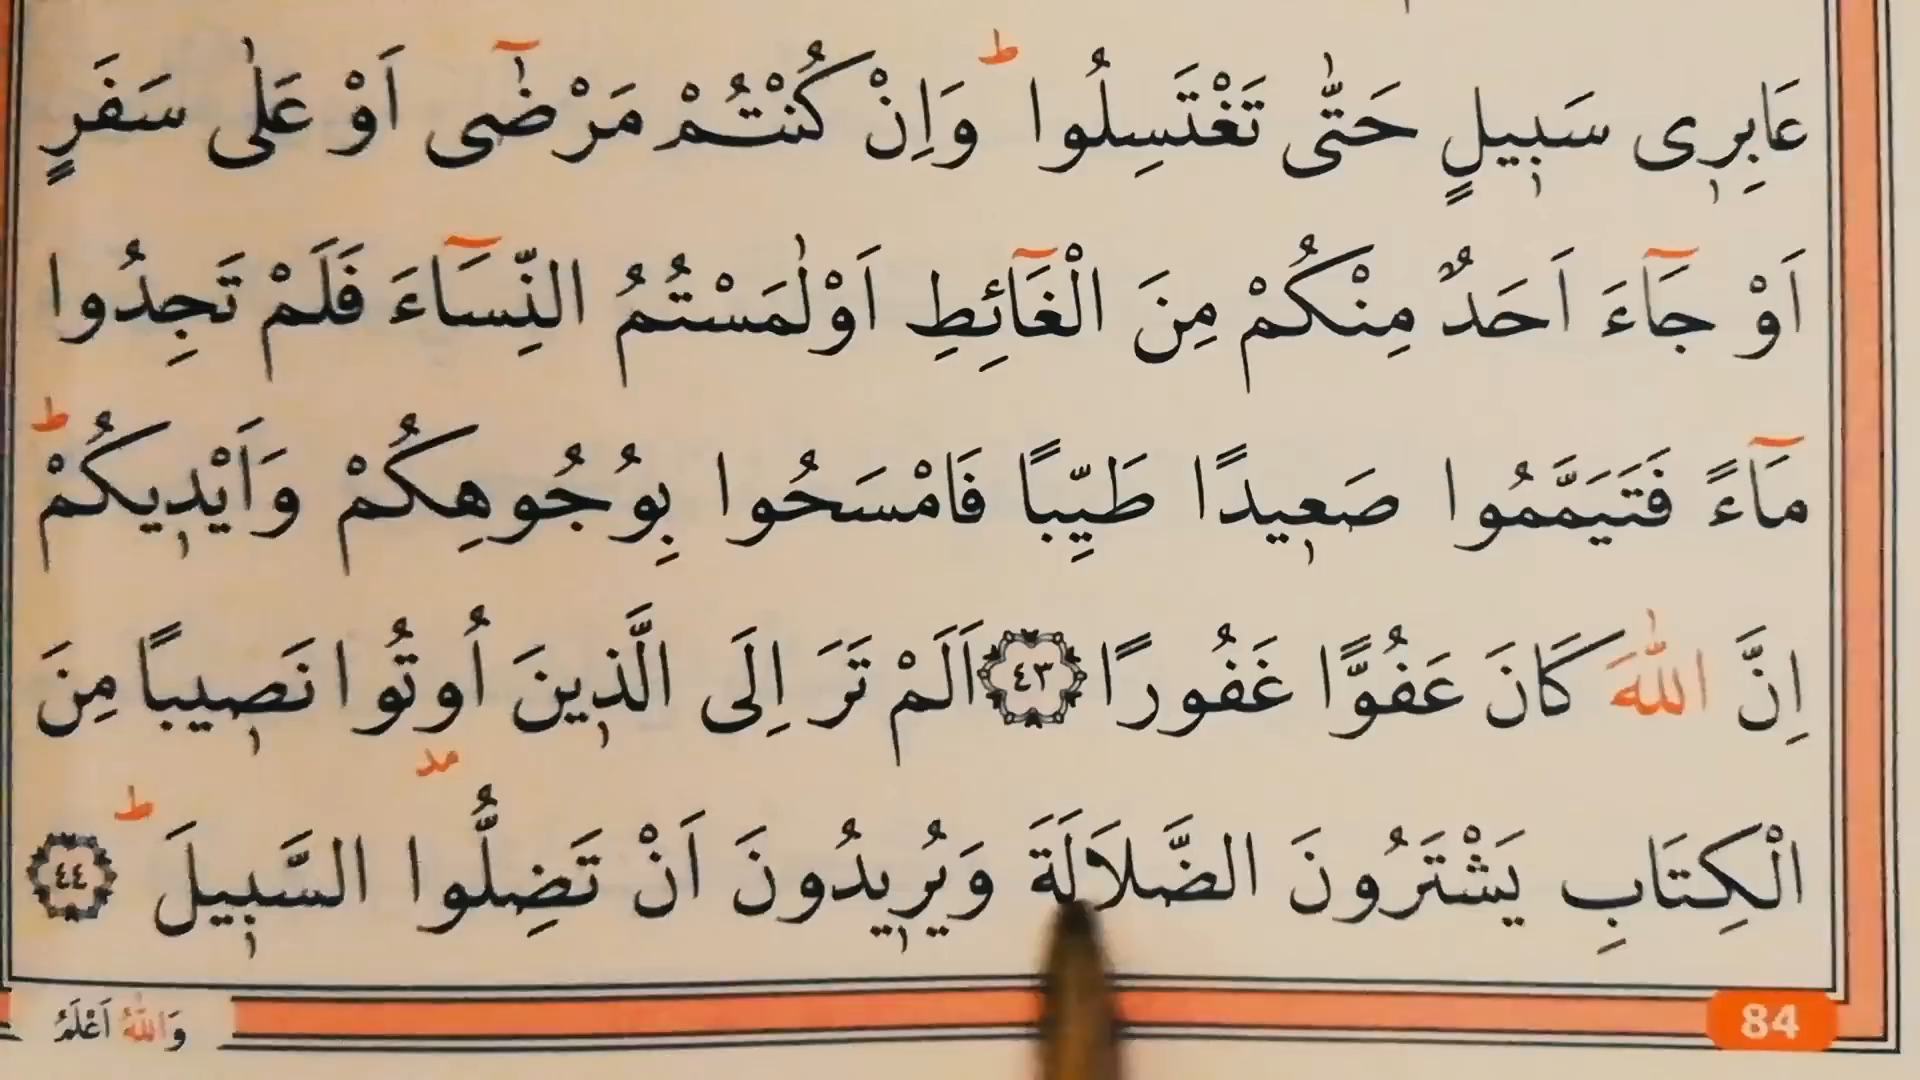 عَابِرِى سَبِيلٍ حَتّٰى تَغْتَسِلُوا ۜط وَاِنْ كُنْتُمْ مَرْضٰٓى اَوْ عَلٰى سَفَرٍ
اَوْ جَٓاءَ اَحَدٌ مِنْكُمْ مِنَ الْغَٓائِطِ اَوْ لٰمَسْتُمُ النِّسَٓاءَ فَلَمْ تَجِدُوا
مَٓاءً فَتَيَمَّمُوا صَعِيدًا طَيِّبًا فَامْسَحُوا بِوُجُوهِكُمْ وَاَيْدِيكُمْ ط
اِنَّ اللّٰهَ كَانَ عَفُوًّا غَفُورًا ٤٣ اَلَمْ تَرَ اِلَى الَّذِينَ اُوتُوا نَصِيبًا مِنَ
الْكِتَابِ يَشْتَرُونَ الضَّلَالَةَ وَيُرِيدُونَ اَنْ تَضِلُّوا مد السَّبِيلَ ط ٤٤
وَاللّٰهُ اَعْلَمُ
84